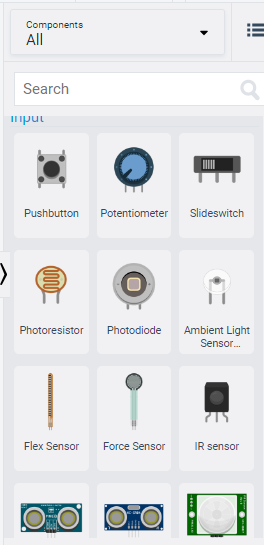 Components
All
Search
Input
Pushbutton
Potentiometer
Slideswitch
Photoresistor
Photodiode
Ambient Light
Sensor...
Flex Sensor
Force Sensor
IR sensor